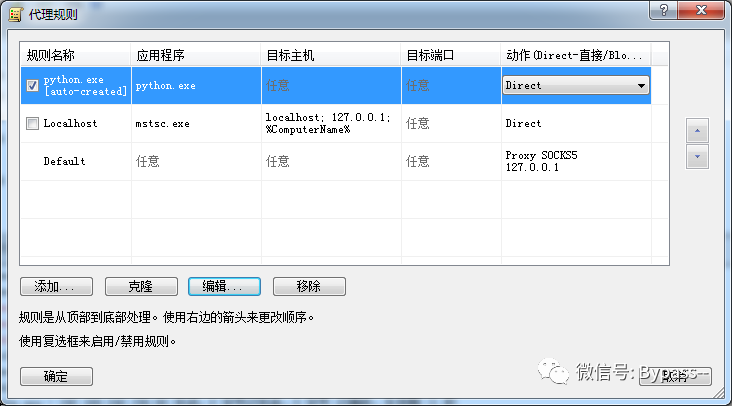 代理规则
规则名称 应用程序 目标主机 目标端口 动作(Direct-直接/Blo...
python.exe
[auto-created] python.exe 任意 任意 Direct
Localhost mstsc.exe localhost; 127.0.0.1;
%ComputerName% 任意 Direct
Default 任意 任意 任意 Proxy SOCKS5
127.0.0.1
添加... 克隆 编辑... 移除
规则是从顶部到底部处理。使用右边的箭头来更改顺序。
使用复选框来启用/禁用规则。
确定 取消
微信号: Bypass--